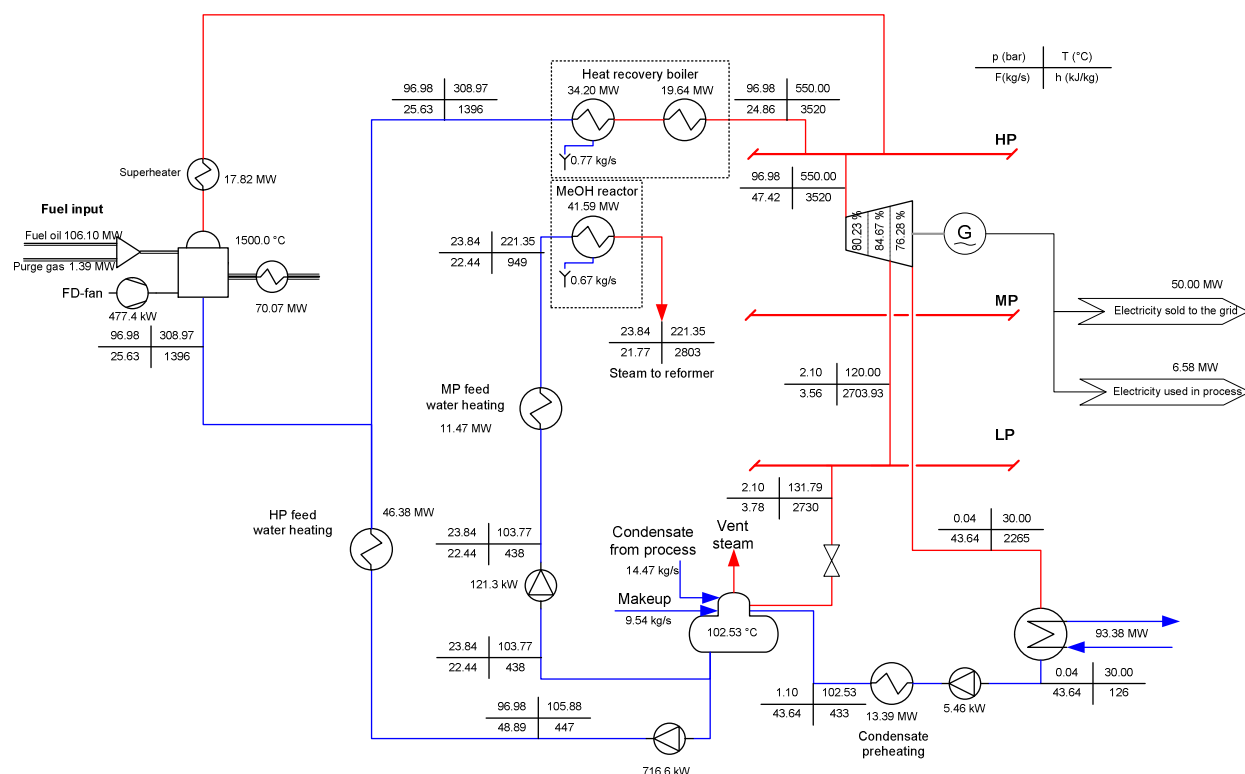 p (bar) T (°C)
F(kg/s) h (kJ/kg)
Heat recovery boiler
34.20 MW 19.64 MW
96.98 308.97
25.63 1396
96.98 550.00
24.86 3520
0.77 kg/s
HP
Superheater
17.82 MW
MeOH reactor
41.59 MW
96.98 550.00
47.42 3520
80.23 %
84.67 %
76.28 %
G
Fuel input
Fuel oil 106.10 MW
1500.0 °C
Purge gas 1.39 MW
FD-fan
477.4 kW
70.07 MW
23.84 221.35
22.44 949
0.67 kg/s
50.00 MW
Electricity sold to the grid
MP
96.98 308.97
25.63 1396
23.84 221.35
21.77 2803
Steam to reformer
2.10 120.00
3.56 2703.93
6.58 MW
Electricity used in process
MP feed
water heating
11.47 MW
LP
2.10 131.79
3.78 2730
HP feed
water heating
46.38 MW
23.84 103.77
22.44 438
121.3 kW
Condensate
from process
14.47 kg/s
Vent
steam
Makeup
9.54 kg/s
102.53 °C
0.04 30.00
43.64 2265
93.38 MW
23.84 103.77
22.44 438
0.04 30.00
43.64 126
1.10 102.53
43.64 433
13.39 MW
5.46 kW
Condensate
preheating
96.98 105.88
48.89 447
716.6 kW